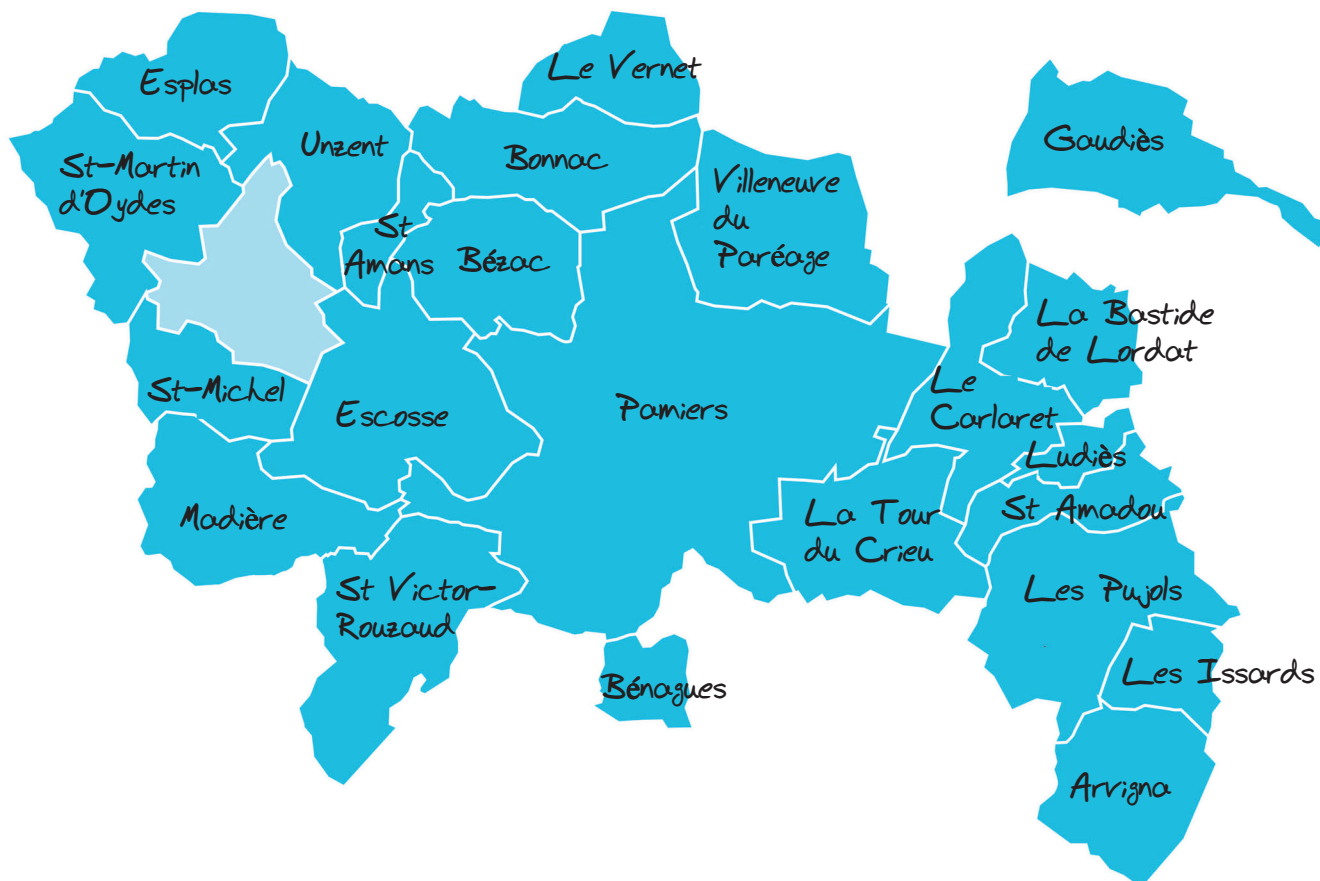 Esplas
Le Vernet
Unzent
Bonnac
Gaudiès
St-Martin
d'Oydes
Villeneuve
du
Paréage
St
Amans
Bézac
La Bastide
de Lordat
St-Michel
Escosse
Pamiers
Le
Carlaret
Ludiès
Madière
La Tour
du Crieu
St Amadou
St Victor-
Rouzaud
Les Pujols
Bénagues
Les Issards
Arvigna